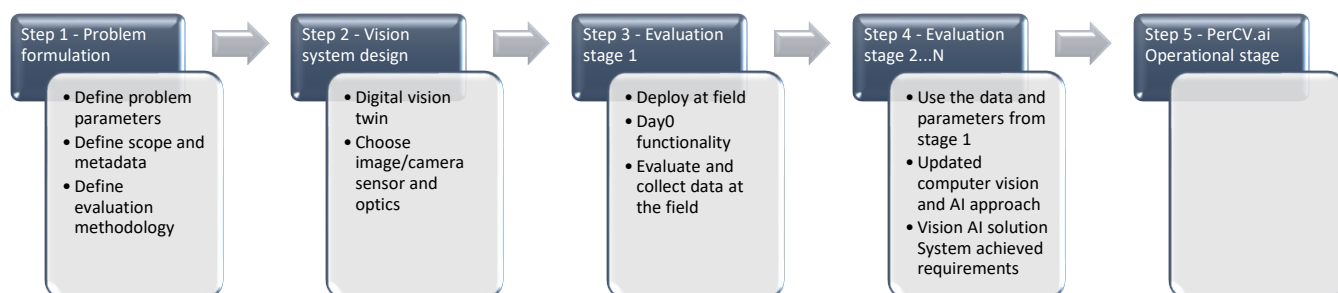 Step 1 - Problem
formulation
• Define problem
parameters
• Define scope and
metadata
• Define
evaluation
methodology
Step 2 - Vision
system design
• Digital vision
twin
• Choose
image/camera
sensor and
optics
Step 3 - Evaluation
stage 1
• Deploy at field
• Day0
functionality
• Evaluate and
collect data at
the field
Step 4 - Evaluation
stage 2...N
• Use the data and
parameters from
stage 1
• Updated
computer vision
and AI approach
• Vision AI solution
System achieved
requirements
Step 5 - PerCV.ai
Operational stage